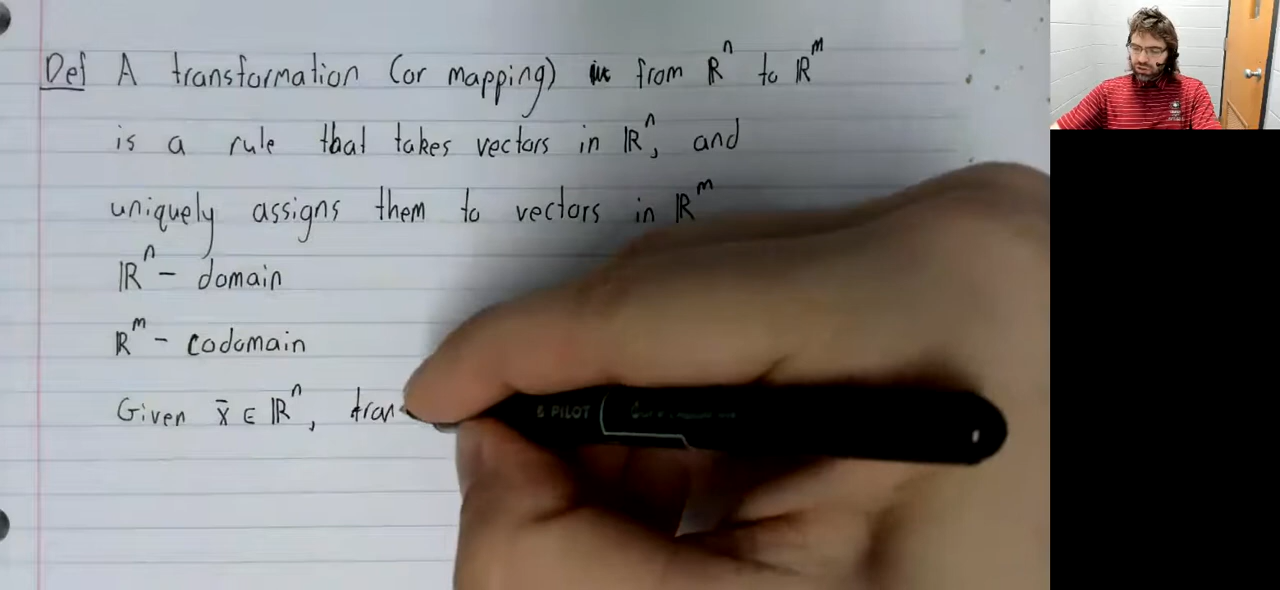 Def A transformation (or mapping) from ℝⁿ to ℝᵐ
is a rule that takes vectors in ℝⁿ, and
uniquely assigns them to vectors in ℝᵐ
ℝⁿ - domain
ℝᵐ - codomain
Given x̄ ∈ ℝⁿ, tran
PILOT